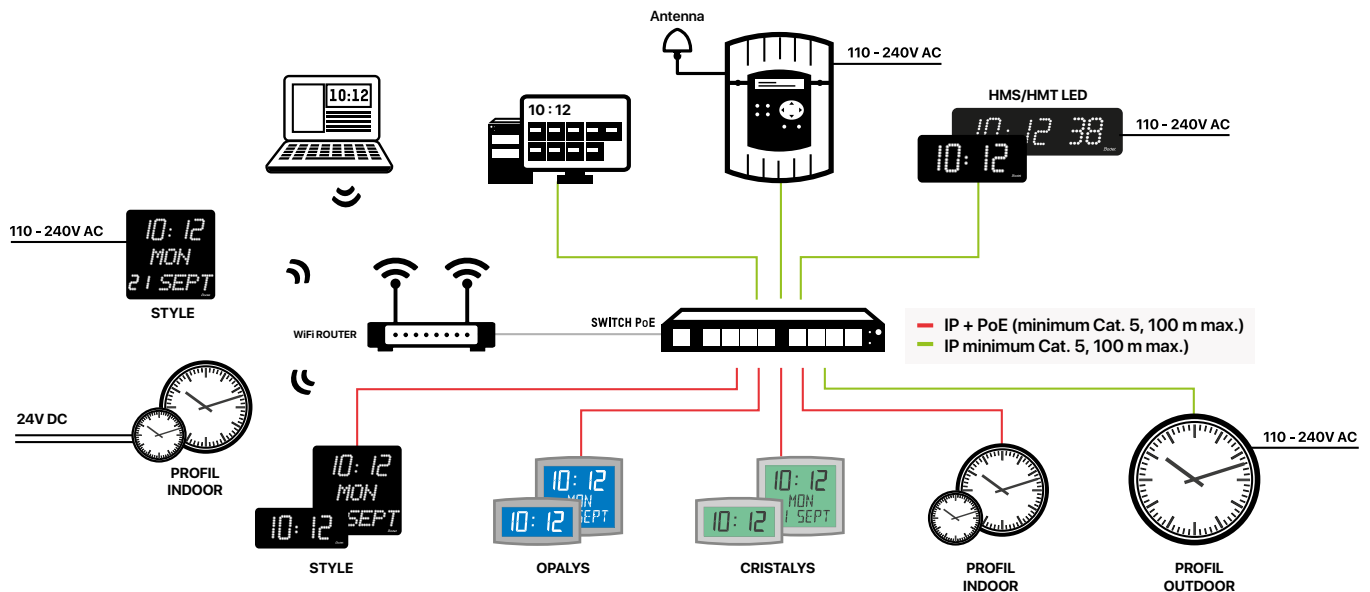 Antenna
110 - 240V AC
10:12
10:12
HMS/HMT LED
10:12 38
10:12
110 - 240V AC
110 - 240V AC
10:12
MON
21 SEPT
STYLE
WiFi ROUTER
SWITCH PoE
IP + PoE (minimum Cat. 5, 100 m max.)
IP minimum Cat. 5, 100 m max.)
24V DC
PROFIL
INDOOR
10:12
MON
SEPT
10:12
STYLE
10:12
MON
SEPT
10:12
OPALYS
10:12
MON
1 SEPT
10:12
CRISTALYS
PROFIL
INDOOR
110 - 240V AC
PROFIL
OUTDOOR